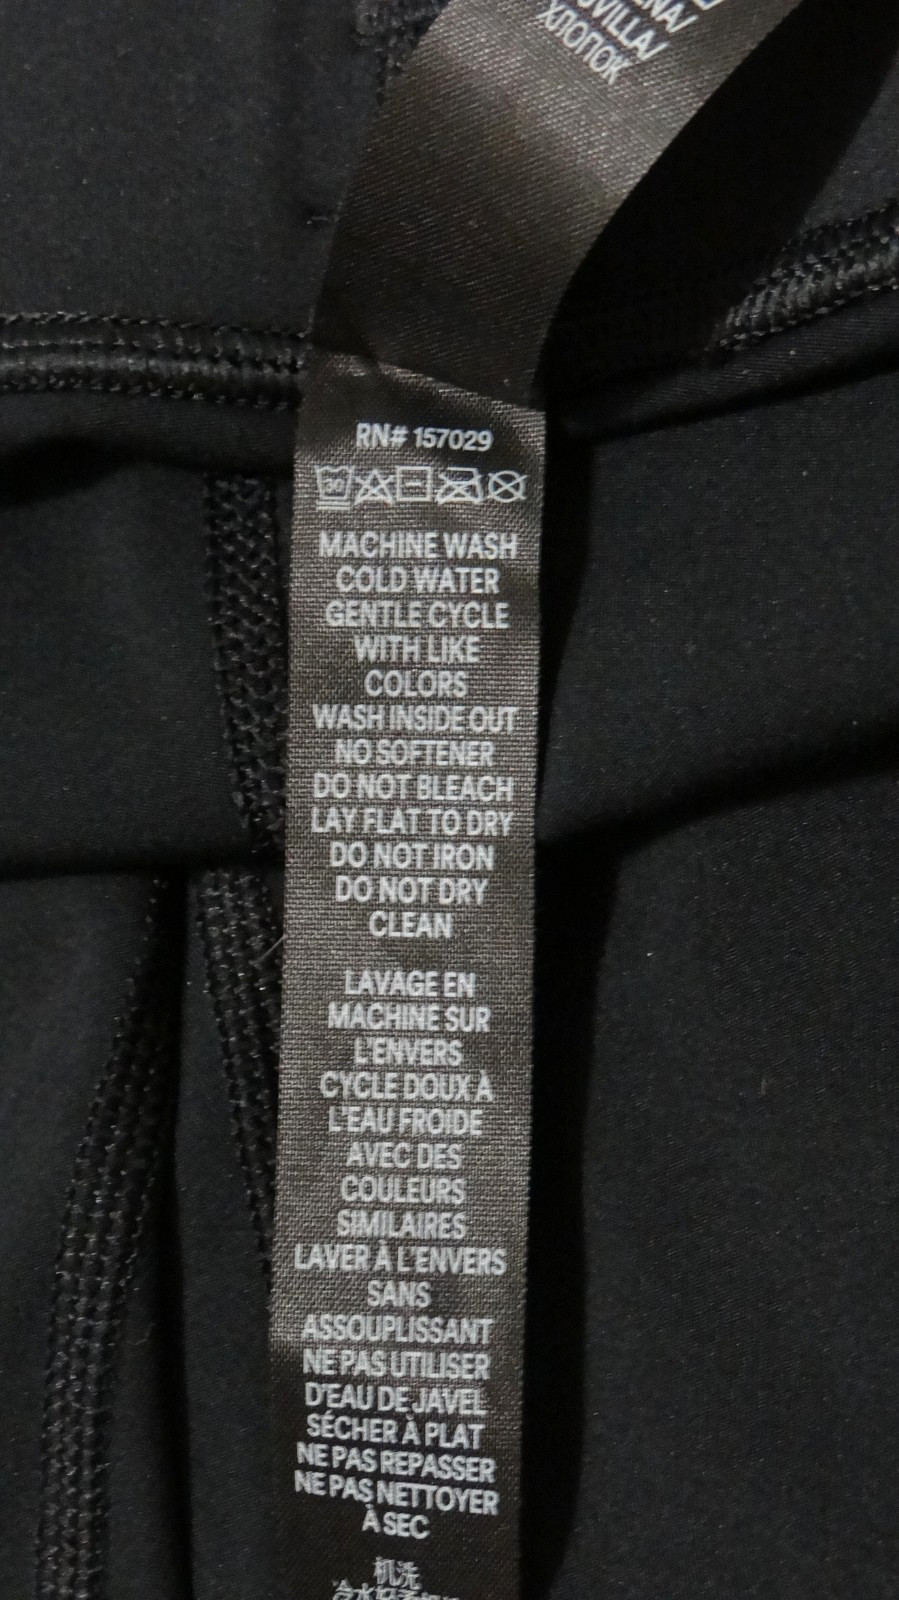 ХЛОПОК
RN# 157029
30
MACHINE WASH
COLD WATER
GENTLE CYCLE
WITH LIKE
COLORS
WASH INSIDE OUT
NO SOFTENER
DO NOT BLEACH
LAY FLAT TO DRY
DO NOT IRON
DO NOT DRY
CLEAN
LAVAGE EN
MACHINE SUR
L'ENVERS
CYCLE DOUX À
L'EAU FROIDE
AVEC DES
COULEURS
SIMILAIRES
LAVER À L'ENVERS
SANS
ASSOUPLISSANT
NE PAS UTILISER
D'EAU DE JAVEL
SÉCHER À PLAT
NE PAS REPASSER
NE PAS NETTOYER
À SEC
机洗